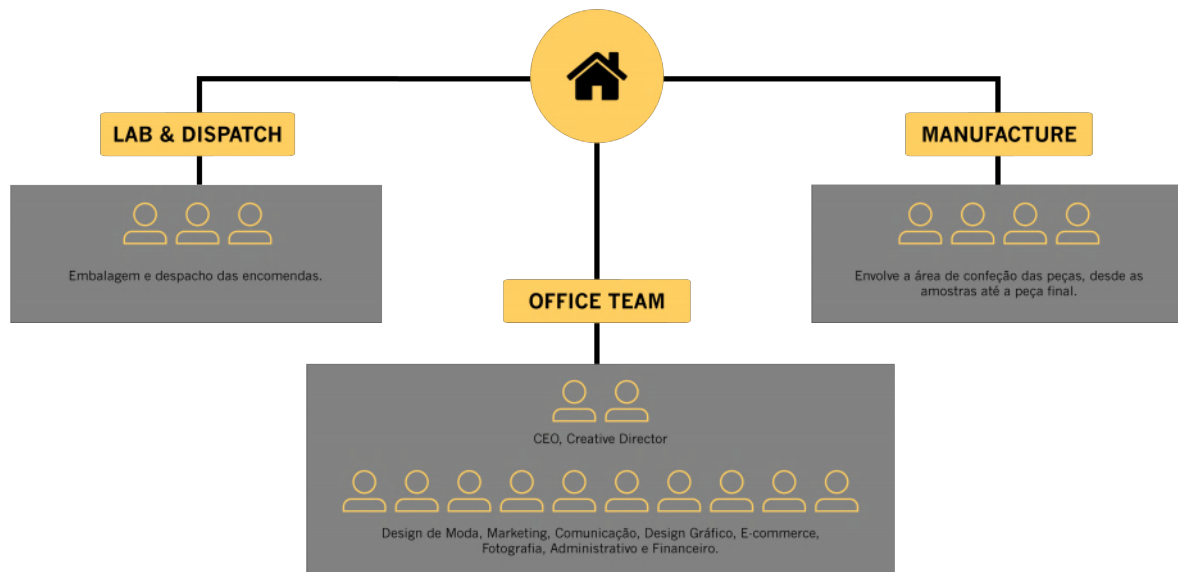 LAB & DISPATCH
MANUFACTURE
Embalagem e despacho das encomendas.
Envolve a área de confeção das peças, desde as
amostras até a peça final.
OFFICE TEAM
CEO, Creative Director
Design de Moda, Marketing, Comunicação, Design Gráfico, E-commerce,
Fotografia, Administrativo e Financeiro.